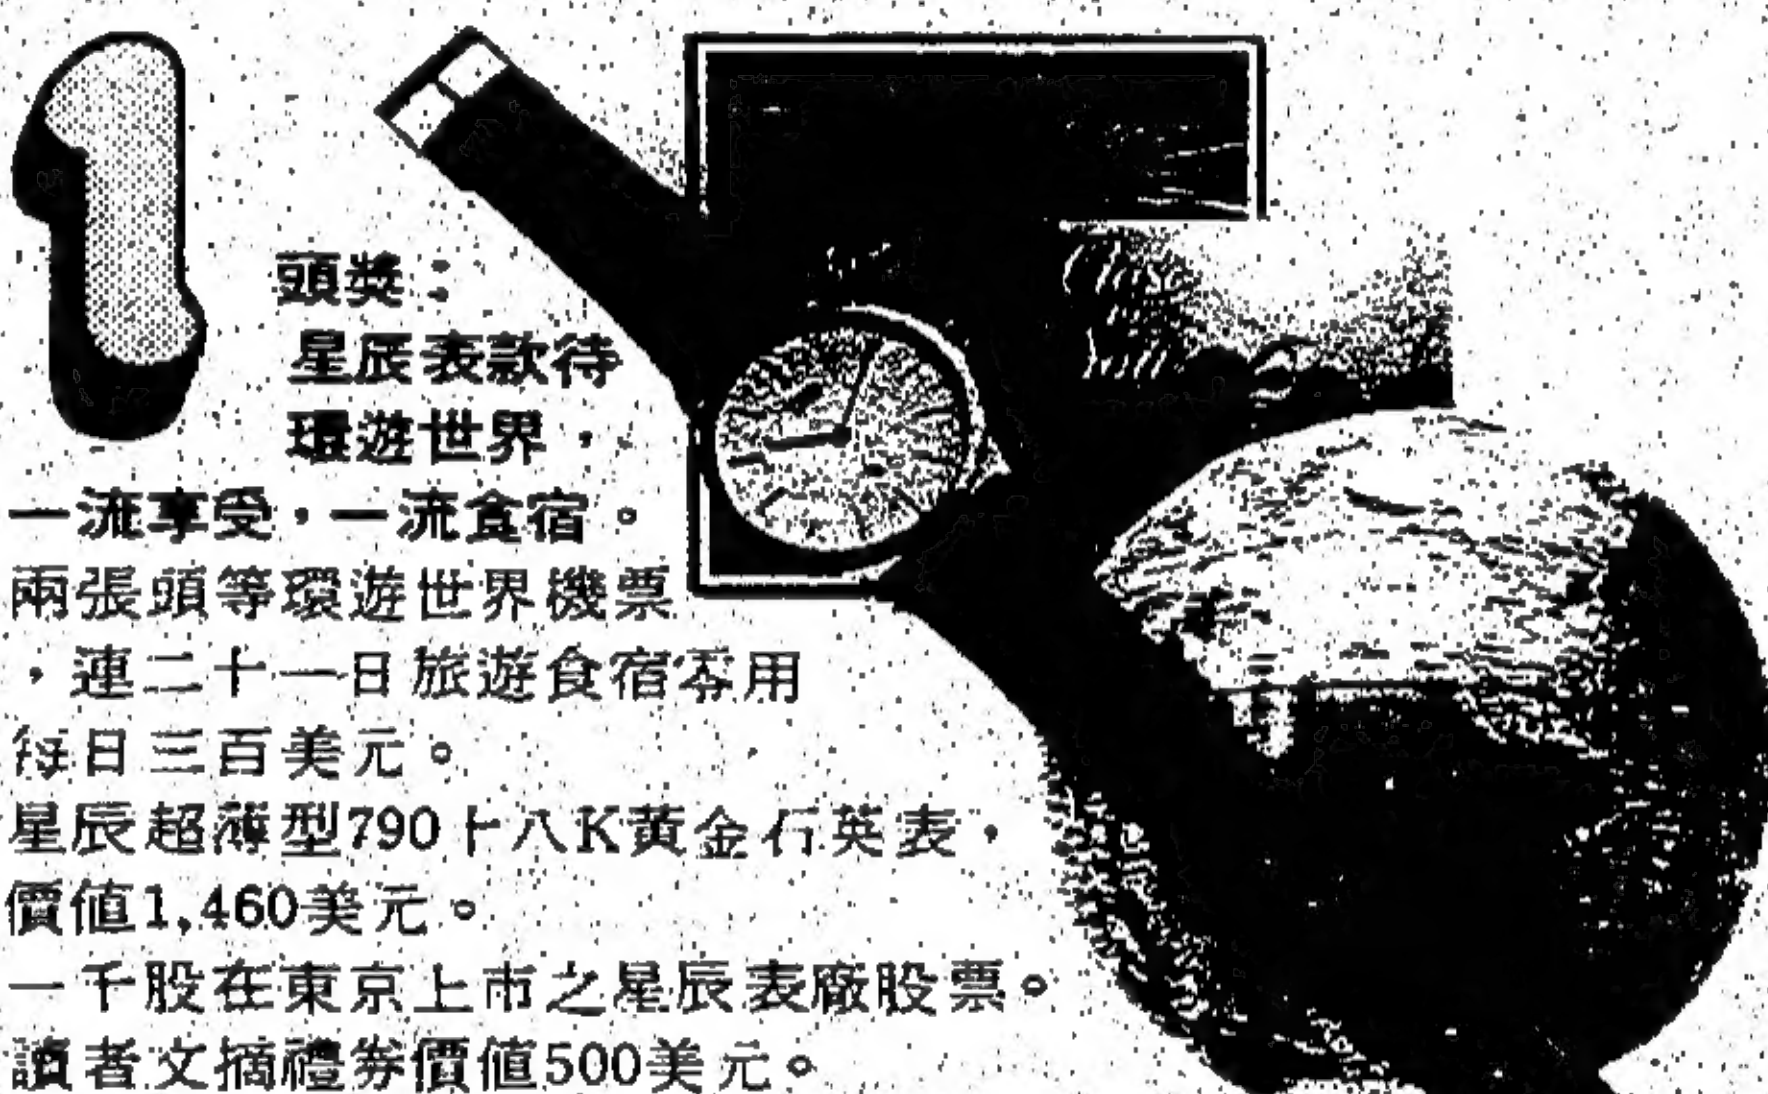 1
頭獎：
星辰表款待
環遊世界，
一流享受，一流食宿。
兩張頭等環遊世界機票
，連二十一日旅遊食宿零用
每日三百美元。
星辰超薄型790十八K黃金石英表，
價值1,460美元。
一千股在東京上市之星辰表廠股票。
讀者文摘禮券價值500美元。